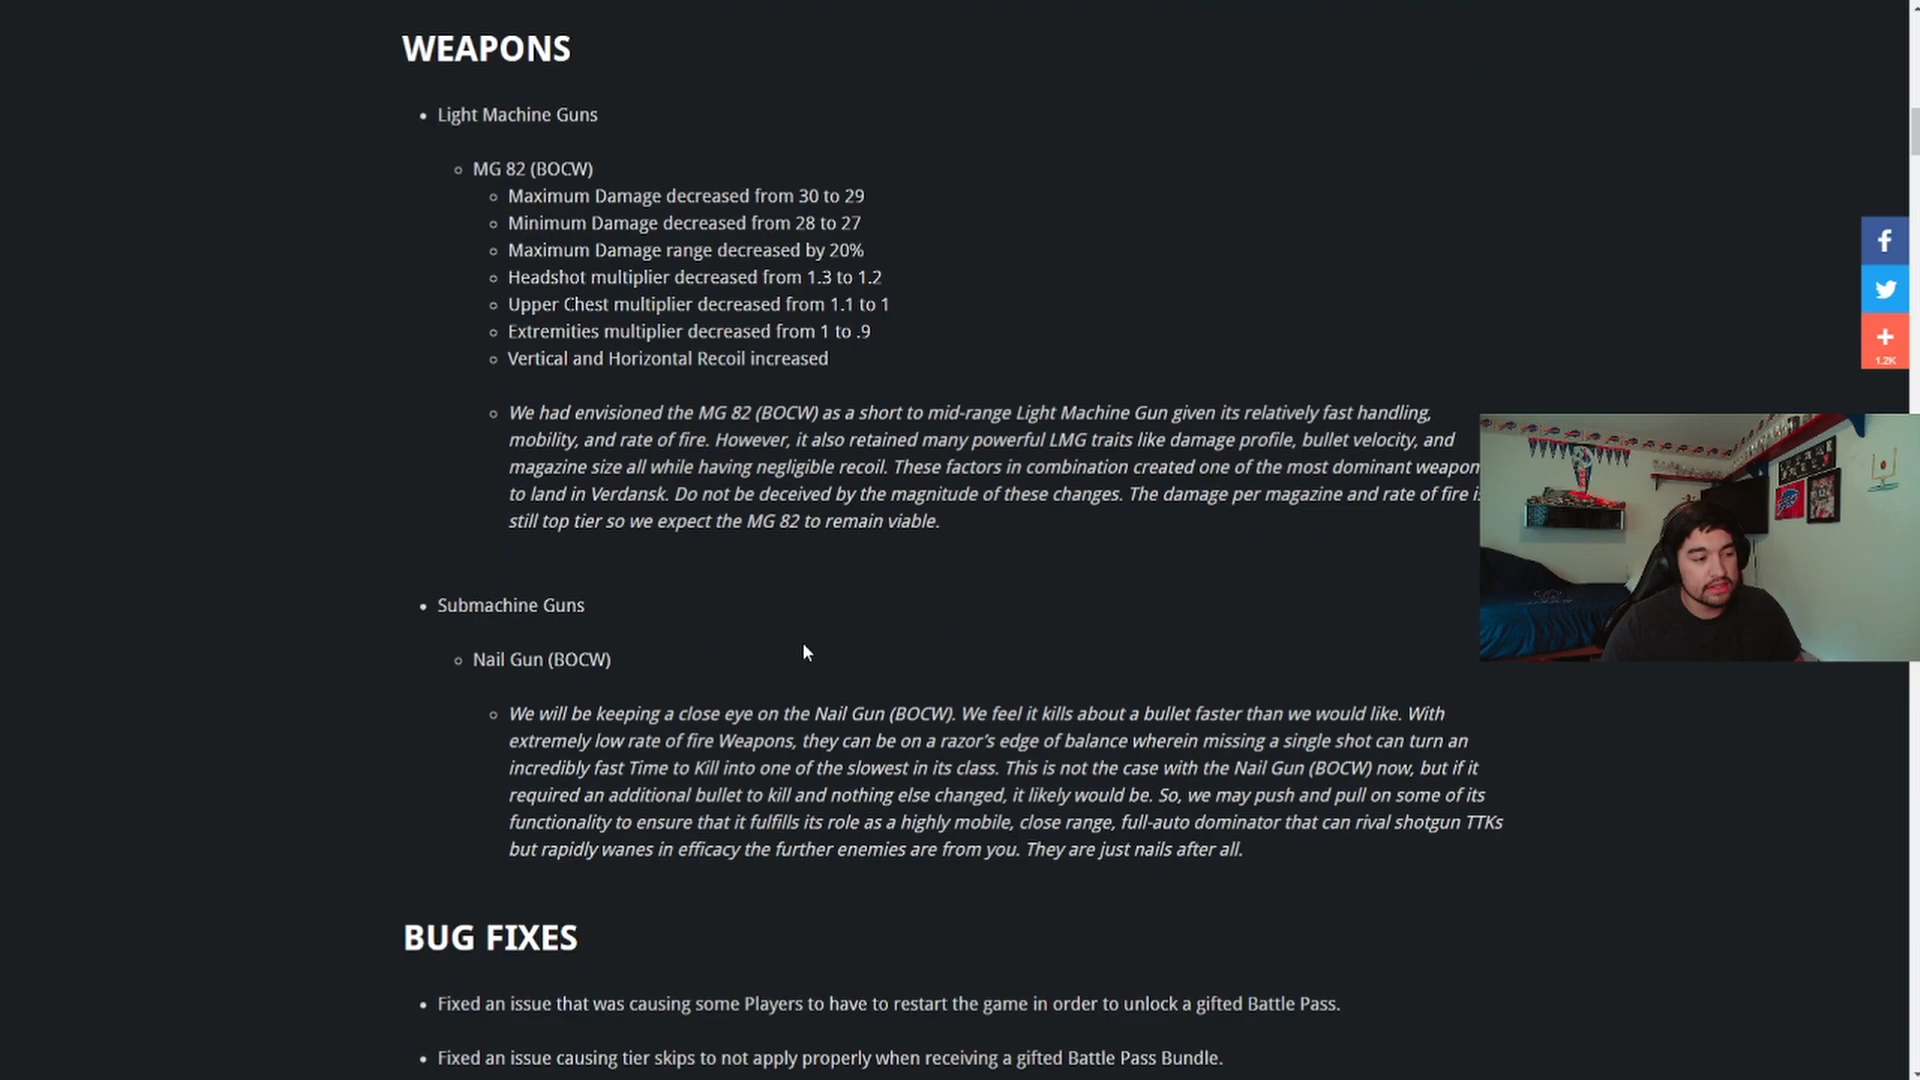 WEAPONS
Light Machine Guns
MG 82 (BOCW)
Maximum Damage decreased from 30 to 29
Minimum Damage decreased from 28 to 27
Maximum Damage range decreased by 20%
Headshot multiplier decreased from 1.3 to 1.2
Upper Chest multiplier decreased from 1.1 to 1
Extremities multiplier decreased from 1 to .9
Vertical and Horizontal Recoil increased
We had envisioned the MG 82 (BOCW) as a short to mid-range Light Machine Gun given its relatively fast handling,
mobility, and rate of fire. However, it also retained many powerful LMG traits like damage profile, bullet velocity, and
magazine size all while having negligible recoil. These factors in combination created one of the most dominant weapon
to land in Verdansk. Do not be deceived by the magnitude of these changes. The damage per magazine and rate of fire is
still top tier so we expect the MG 82 to remain viable.
Submachine Guns
Nail Gun (BOCW)
We will be keeping a close eye on the Nail Gun (BOCW). We feel it kills about a bullet faster than we would like. With
extremely low rate of fire Weapons, they can be on a razor's edge of balance wherein missing a single shot can turn an
incredibly fast Time to Kill into one of the slowest in its class. This is not the case with the Nail Gun (BOCW) now, but if it
required an additional bullet to kill and nothing else changed, it likely would be. So, we may push and pull on some of its
functionality to ensure that it fulfills its role as a highly mobile, close range, full-auto dominator that can rival shotgun TTKs
but rapidly wanes in efficacy the further enemies are from you. They are just nails after all.
BUG FIXES
Fixed an issue that was causing some Players to have to restart the game in order to unlock a gifted Battle Pass.
Fixed an issue causing tier skips to not apply properly when receiving a gifted Battle Pass Bundle.
1.2K